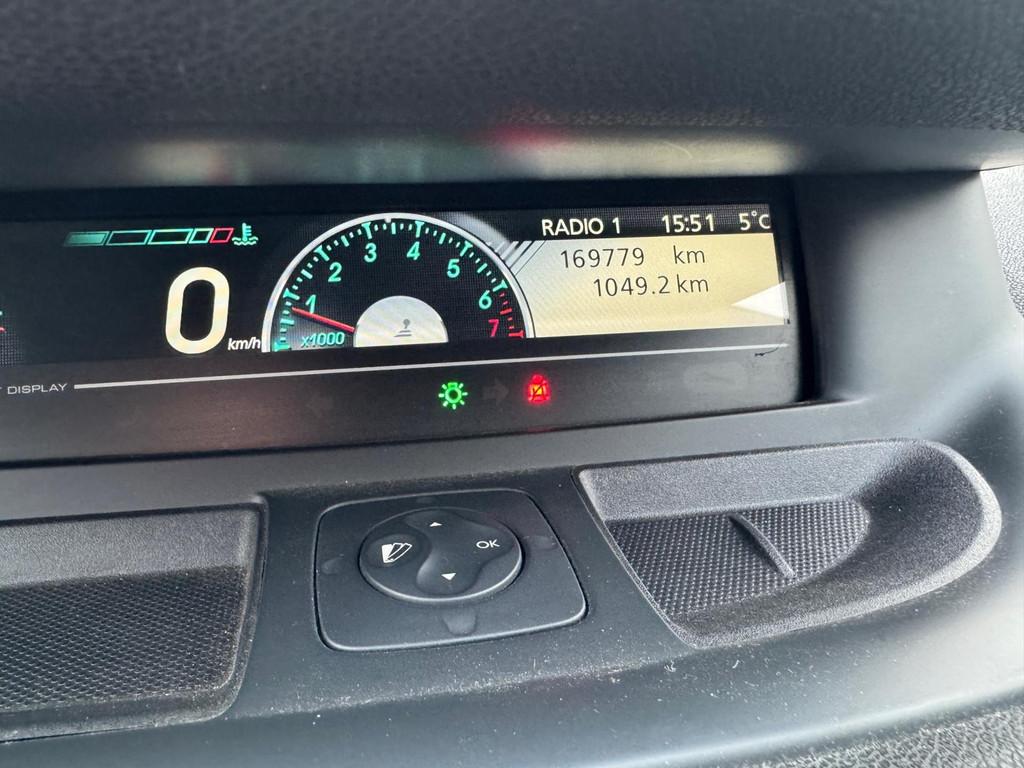 RADIO 1 15:51 5°C
169779 km
1049.2 km
0 km/h
1 2 3 4 5 6 7
x1000
DISPLAY
OK